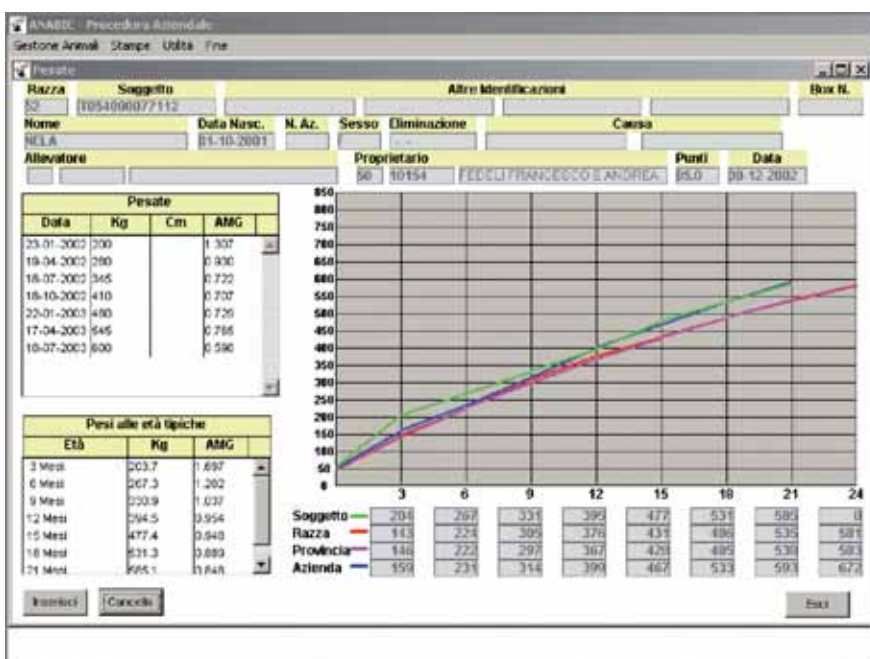 ANABIC - Procedura Aziendale
Gestione Animali Stampe Utilità Fine
Pesate
Razza Soggetto Altre Identificazioni Box N.
52 IT054000077112
Nome Data Nasc. N. Az. Sesso Eliminazione Causa
NELA 01-10-2001 - -
Allevatore Proprietario Punti Data
50 10154 FEDELI FRANCESCO E ANDREA 85.0 08-12-2002
Pesate
Data Kg Cm AMG
23-01-2002 200 1.307
19-04-2002 280 0.930
18-07-2002 345 0.722
18-10-2002 410 0.707
22-01-2003 480 0.726
17-04-2003 545 0.765
10-07-2003 600 0.590
Pesi alle età tipiche
Età Kg AMG
3 Mesi 203.7 1.697
6 Mesi 267.3 1.202
9 Mesi 330.9 1.037
12 Mesi 394.5 0.954
15 Mesi 477.4 0.940
18 Mesi 531.3 0.889
21 Mesi 585.1 0.848
850
800
750
700
650
600
550
500
450
400
350
300
250
200
150
100
50
0
3 6 9 12 15 18 21 24
Soggetto 204 267 331 395 477 531 585 0
Razza 143 224 305 376 431 486 535 581
Provincia 146 222 297 367 428 485 538 583
Azienda 159 231 314 399 467 533 593 672
Inserisci Cancella Esci